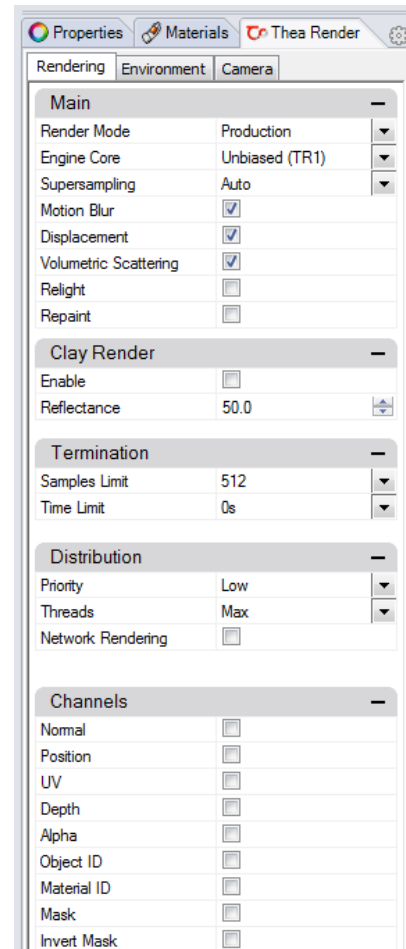 Properties Materials Thea Render
Rendering Environment Camera
Main
Render Mode Production
Engine Core Unbiased (TR1)
Supersampling Auto
Motion Blur
Displacement
Volumetric Scattering
Relight
Repaint
Clay Render
Enable
Reflectance 50.0
Termination
Samples Limit 512
Time Limit 0s
Distribution
Priority Low
Threads Max
Network Rendering
Channels
Normal
Position
UV
Depth
Alpha
Object ID
Material ID
Mask
Invert Mask